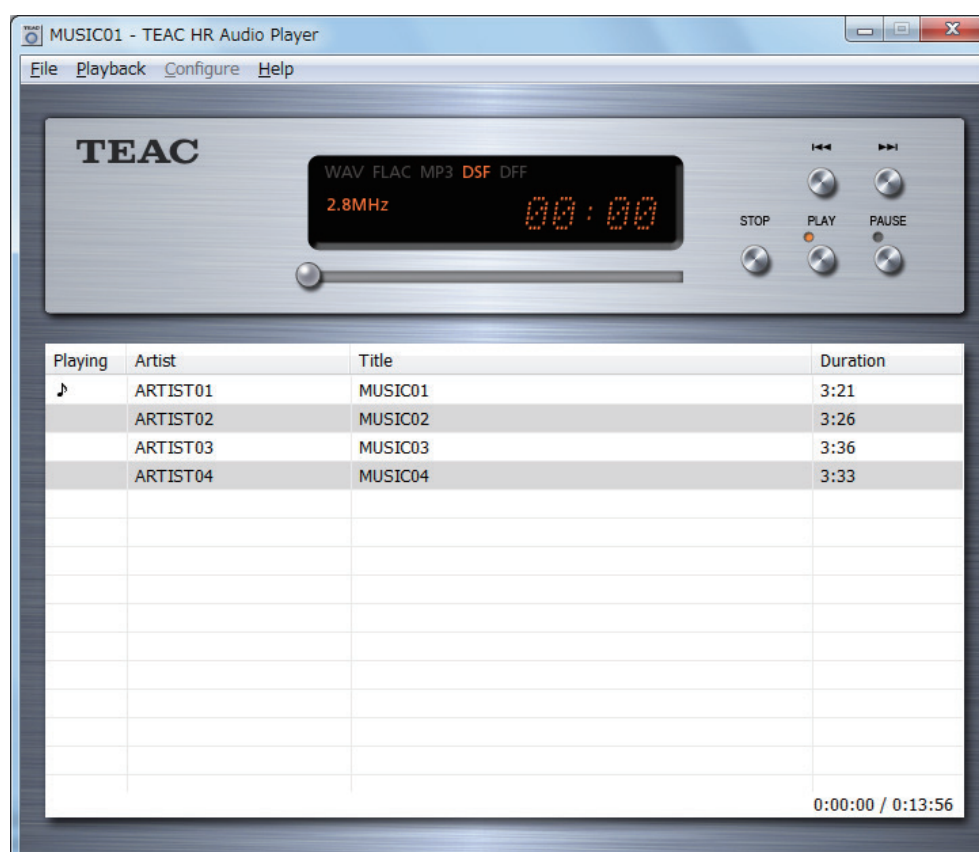 MUSIC01 - TEAC HR Audio Player
File Playback Configure Help
TEAC
WAV FLAC MP3 DSF DFF
2.8MHz
00:00
STOP PLAY PAUSE
Playing Artist Title Duration
♪ ARTIST01 MUSIC01 3:21
ARTIST02 MUSIC02 3:26
ARTIST03 MUSIC03 3:36
ARTIST04 MUSIC04 3:33
0:00:00 / 0:13:56